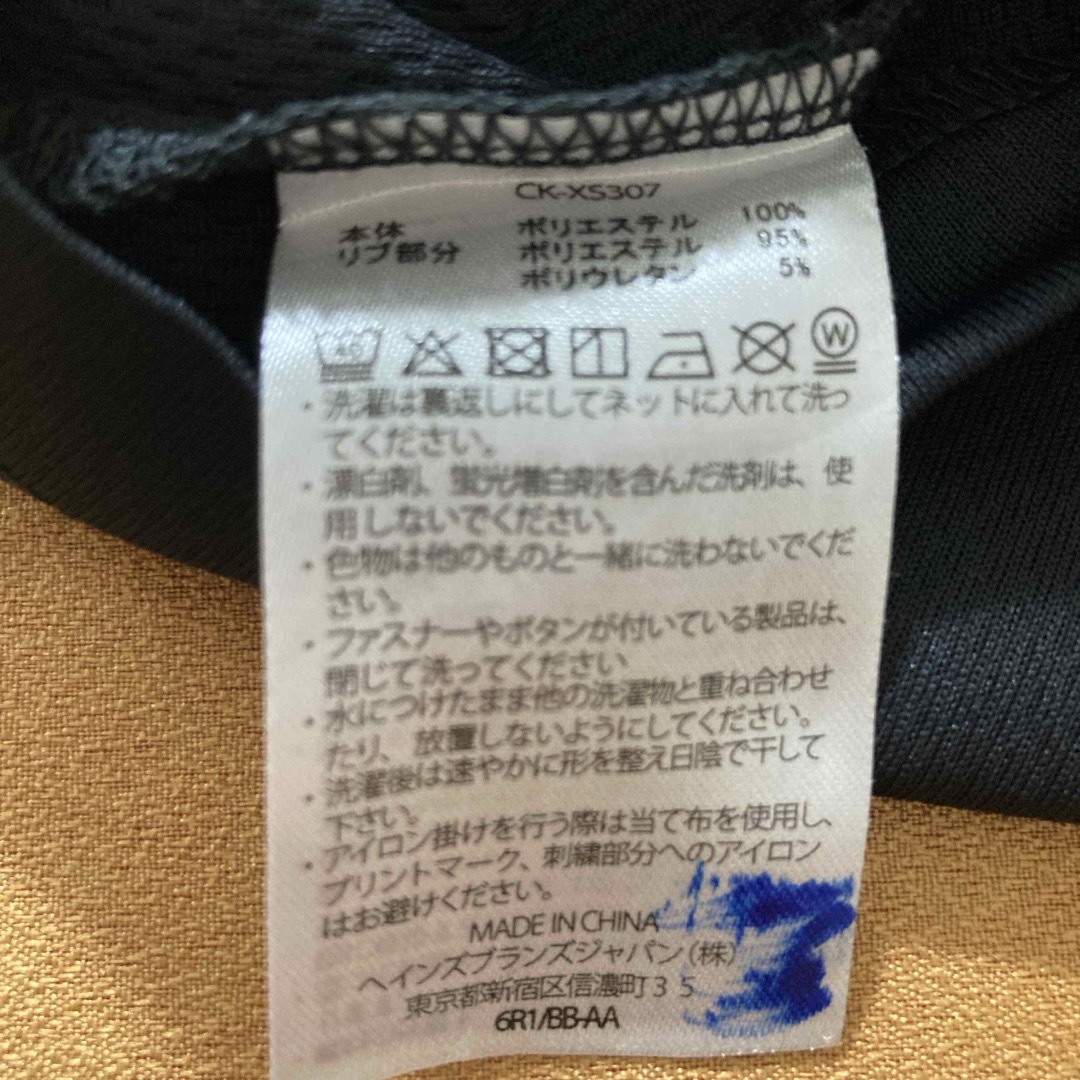 CK-XS307
本体 ポリエステル 100%
リブ部分 ポリエステル 95%
ポリウレタン 5%
40 W
・洗濯は裏返しにしてネットに入れて洗っ
てください。
・漂白剤、蛍光増白剤を含んだ洗剤は、使
用しないでください。
・色物は他のものと一緒に洗わないでくだ
さい。
・ファスナーやボタンが付いている製品は、
閉じて洗ってください
・水につけたまま他の洗濯物と重ね合わせ
たり、放置しないようにしてください。
・洗濯後は速やかに形を整え日陰で干して
下さい。
・アイロン掛けを行う際は当て布を使用し、
プリントマーク、刺繍部分へのアイロン
はお避けください。
MADE IN CHINA
ヘインズブランズジャパン(株)
東京都新宿区信濃町35
6R1/BB-AA